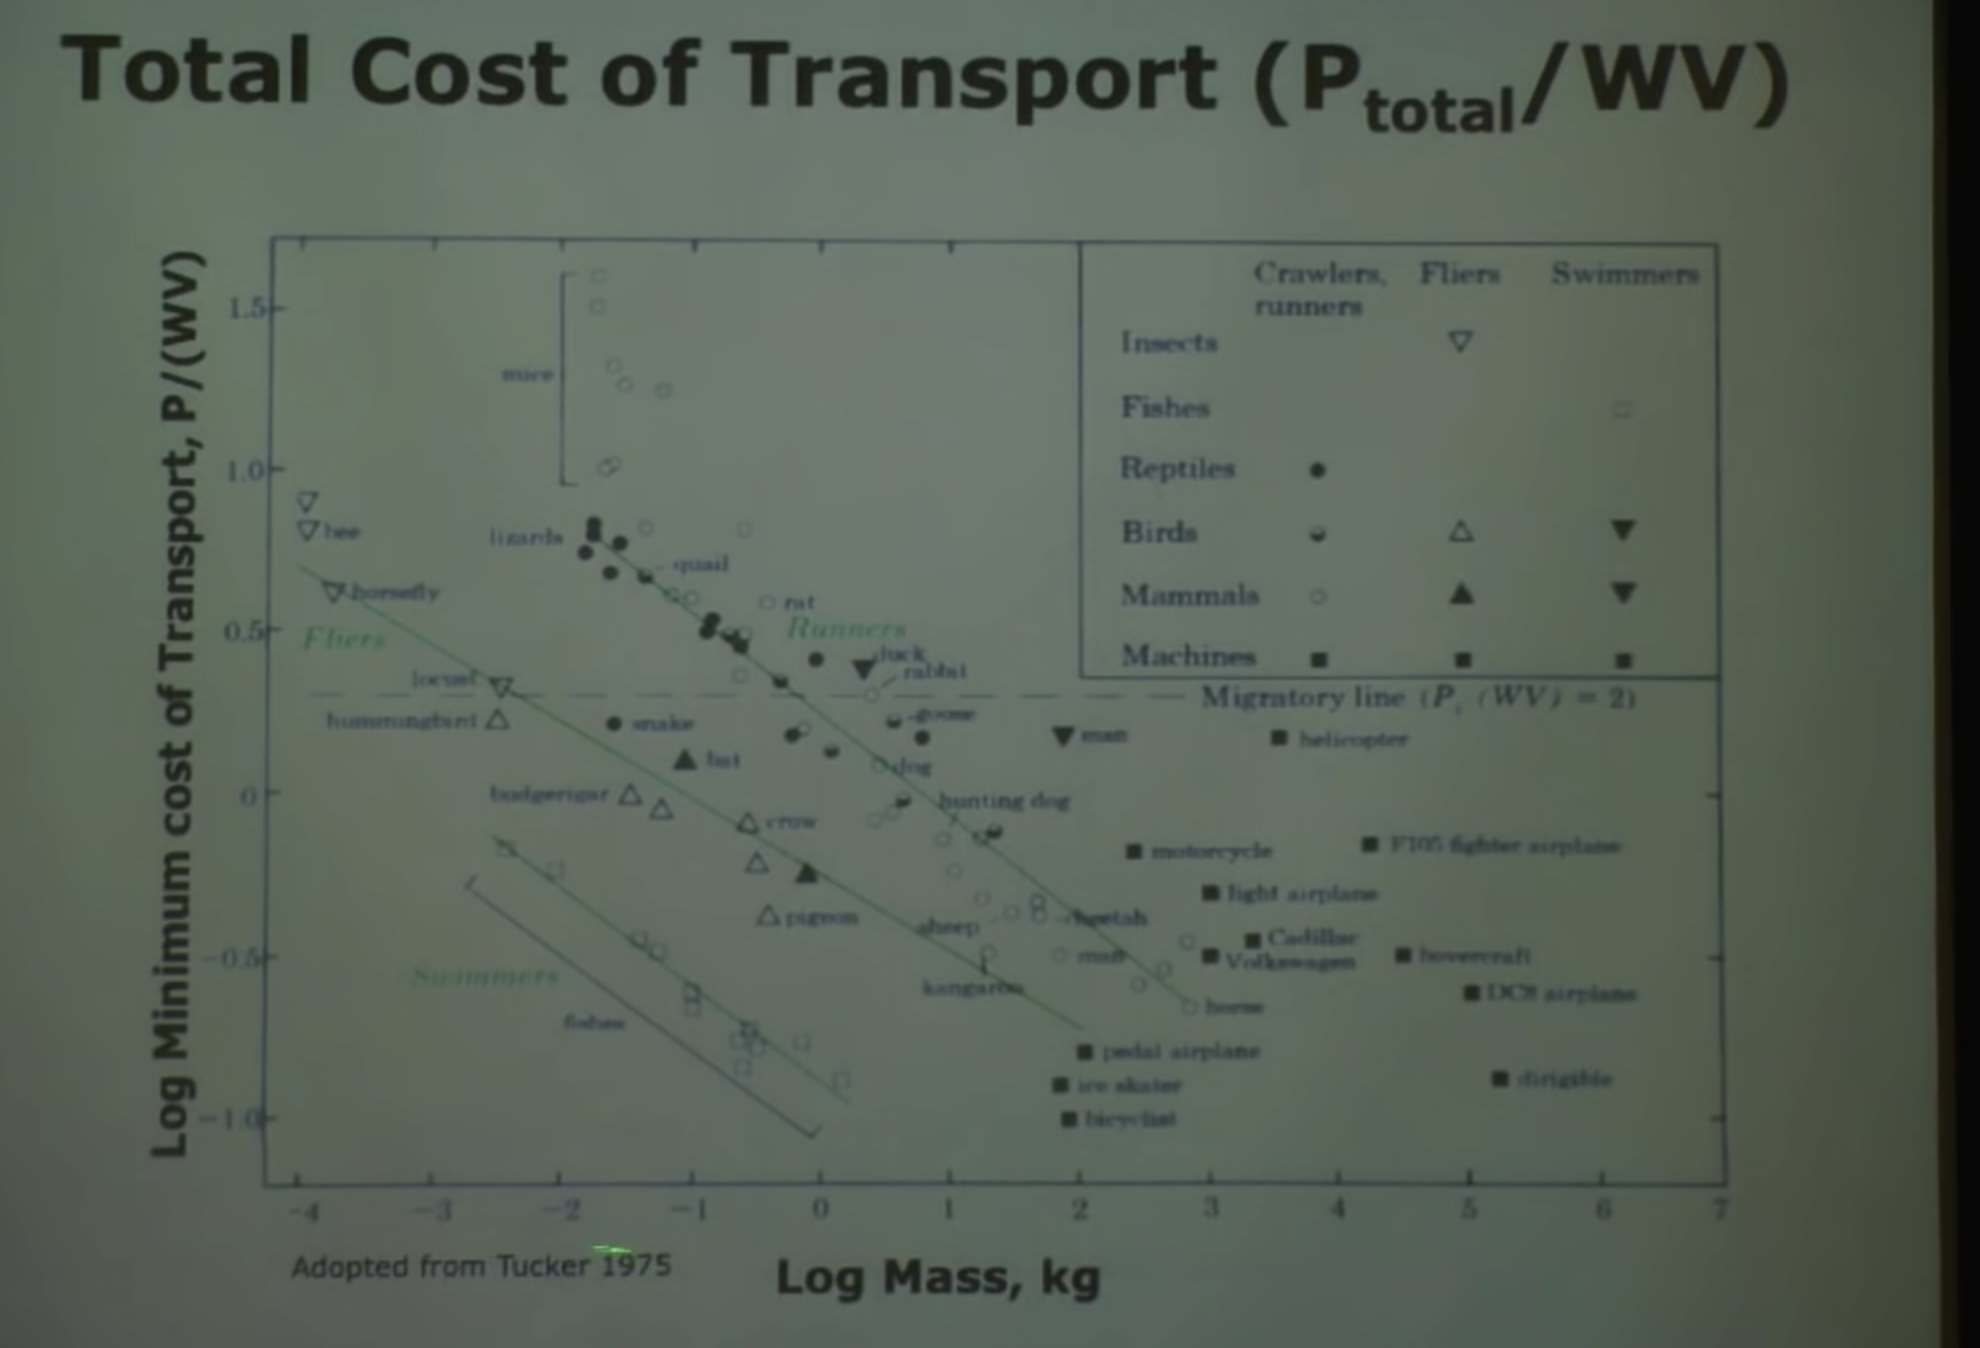 Total Cost of Transport (Ptotal/WV)
Log Minimum cost of Transport, P/(WV)
1.5
1.0
0.5
0
−0.5
−1.0
Crawlers, runners
Fliers
Swimmers
Insects
Fishes
Reptiles
Birds
Mammals
Machines
mice
bee
lizards
quail
horsefly
rat
Fliers
Runners
duck
rabbit
locust
Migratory line (P, (WV) = 2)
hummingbird
snake
goose
man
helicopter
bat
dog
budgerigar
crow
hunting dog
motorcycle
F105 fighter airplane
light airplane
pigeon
sheep
cheetah
Cadillac
man
Volkswagen
hovercraft
Swimmers
kangaroo
DC8 airplane
horse
fishes
pedal airplane
ice skater
dirigible
bicyclist
−4 −3 −2 −1 0 1 2 3 4 5 6 7
Adopted from Tucker 1975
Log Mass, kg